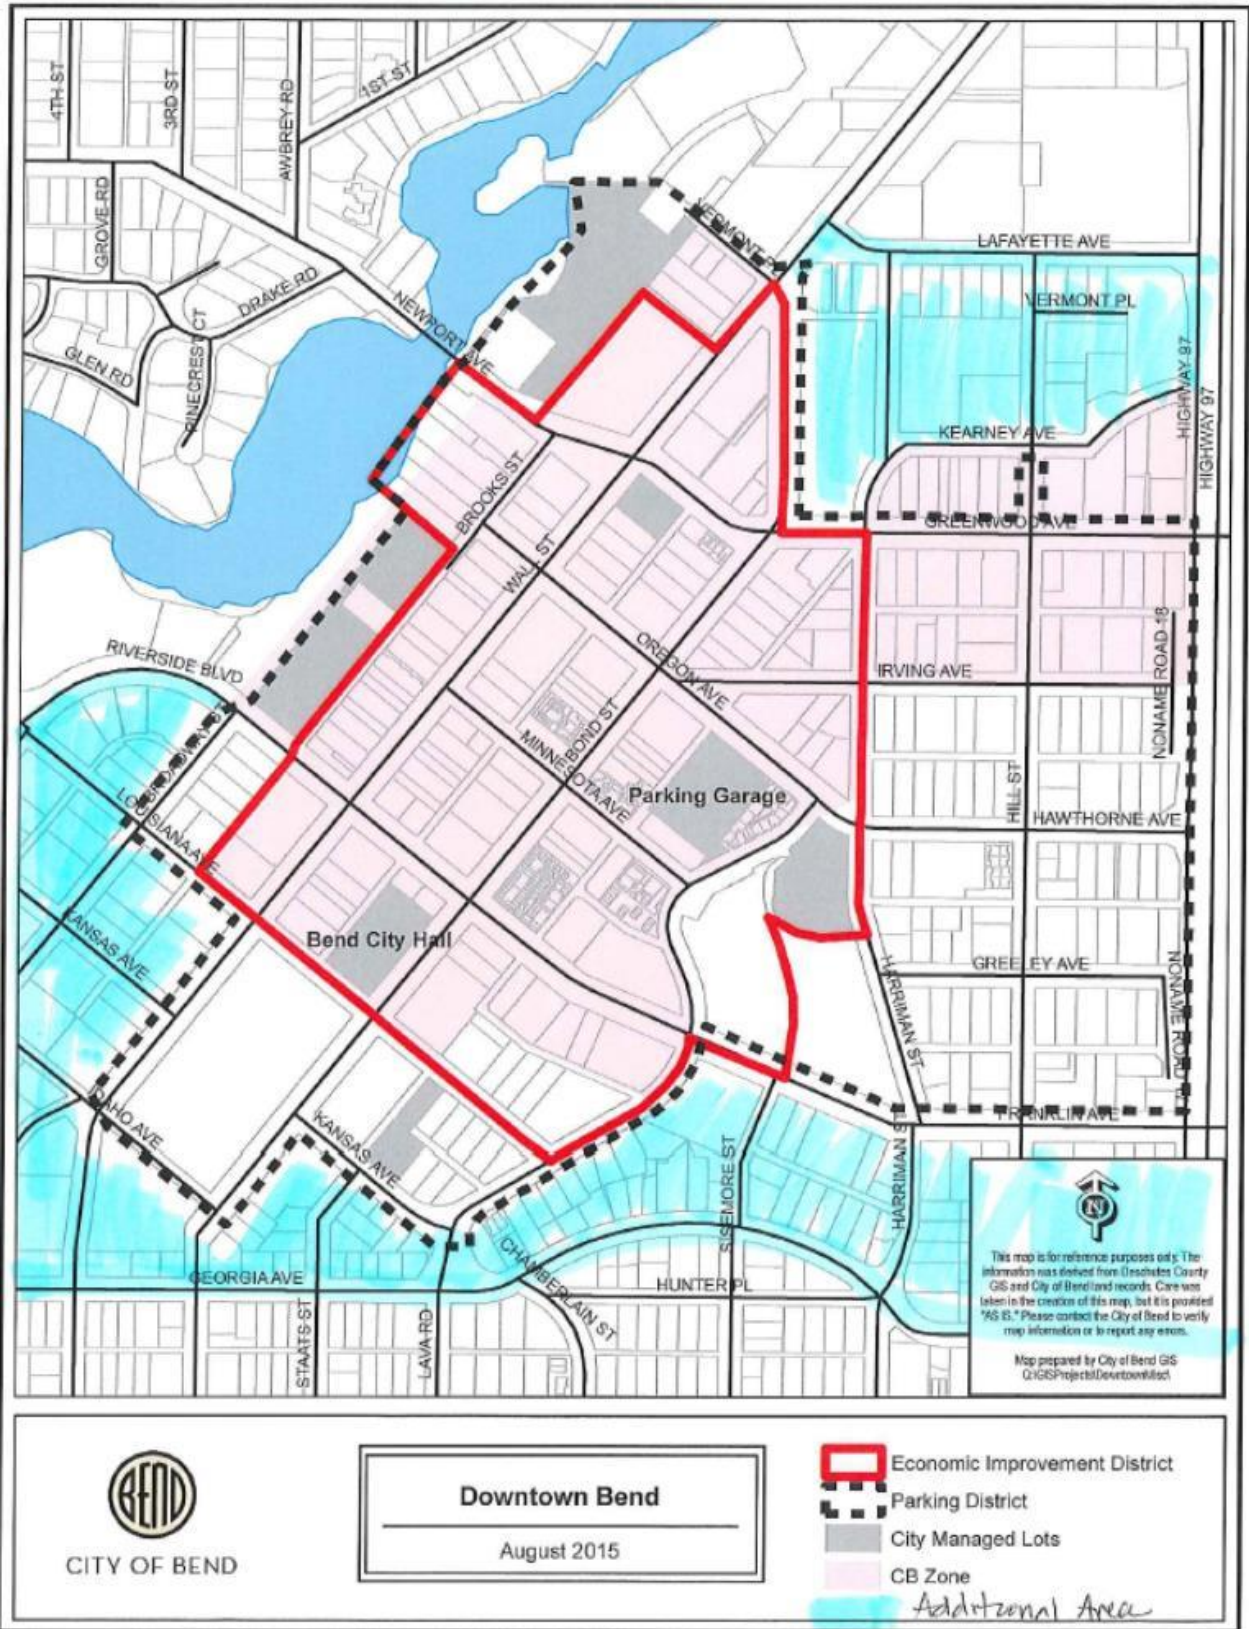 4TH ST
3RD ST
AWBREY RD
1ST ST
GROVE RD
DRAKE RD
NEWPORT AVE
GLEN RD
PINECREST CT
LAFAYETTE AVE
VERMONT PL
HIGHWAY 97
HIGHWAY 97
KEARNEY AVE
GREENWOOD AVE
BROOKS ST
WALL ST
OREGON AVE
IRVING AVE
NONAME ROAD 18
RIVERSIDE BLVD
BOND ST
MINNESOTA AVE
Parking Garage
HILL ST
HAWTHORNE AVE
LOUISIANA AVE
KANSAS AVE
Bend City Hall
GREELEY AVE
HARRIMAN ST
NONAME ROAD
FRANKLIN AVE
IDAHO AVE
KANSAS AVE
SISEMORE ST
HARRIMAN ST
GEORGIA AVE
CHAMBERLAIN ST
HUNTER PL
STAATS ST
LAVA RD
N
This map is for reference purposes only. The
information was derived from Deschutes County
GIS and City of Bend land records. Care was
taken in the creation of this map, but it is provided
"AS IS." Please contact the City of Bend to verify
map information or to report any errors.
Map prepared by City of Bend GIS
BEND
CITY OF BEND
Downtown Bend
August 2015
Economic Improvement District
Parking District
City Managed Lots
CB Zone
Additional Area